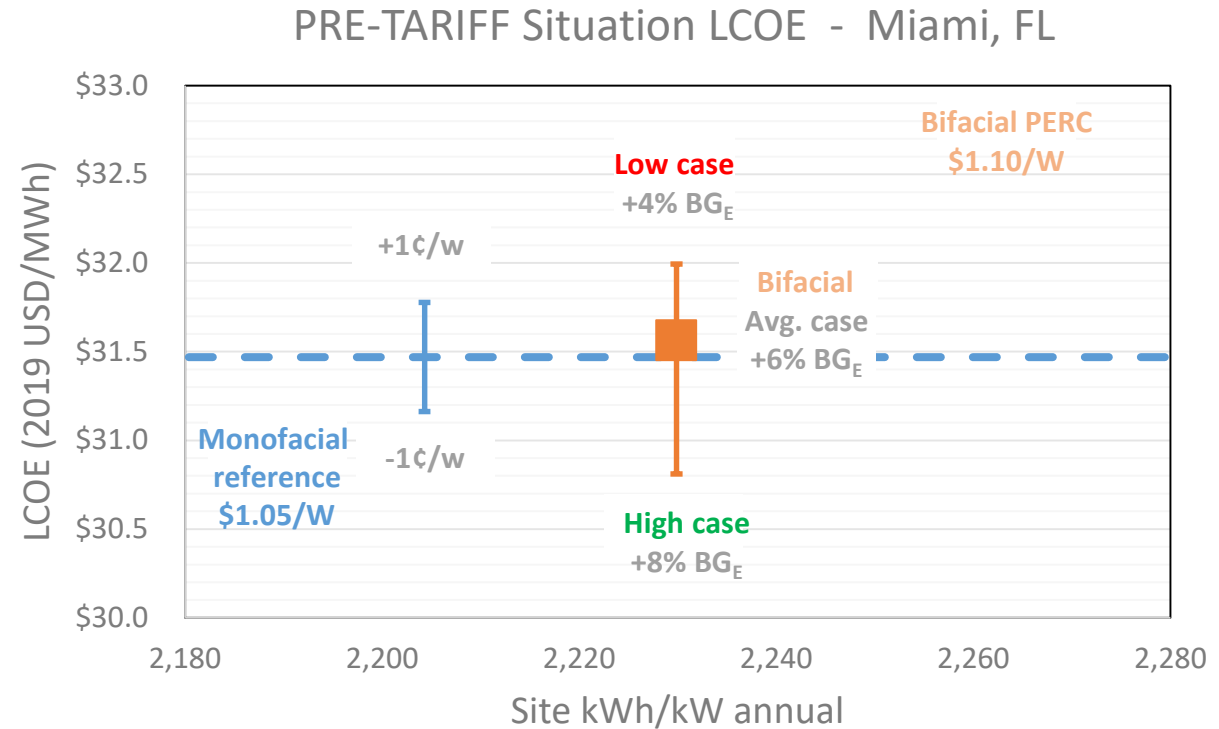 PRE-TARIFF Situation LCOE - Miami, FL
LCOE (2019 USD/MWh)
$33.0
$32.5
$32.0
$31.5
$31.0
$30.5
$30.0
Bifacial PERC
$1.10/W
Low case
+4% BGE
+1¢/w
Bifacial
Avg. case
+6% BGE
Monofacial
reference
$1.05/W
-1¢/w
High case
+8% BGE
2,180
2,200
2,220
2,240
2,260
2,280
Site kWh/kW annual